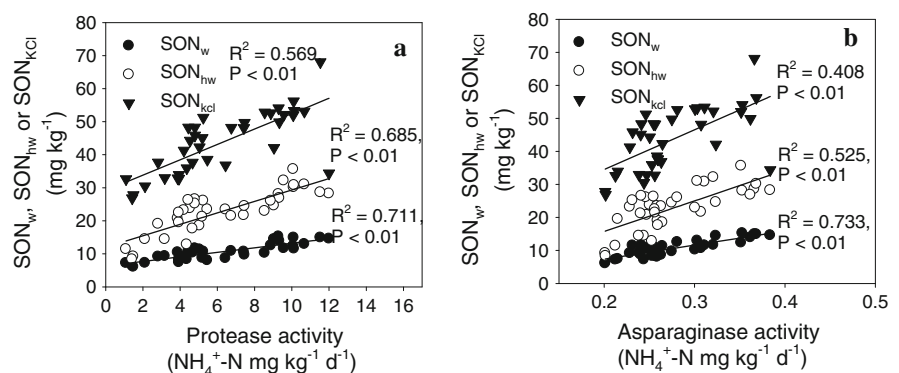 SON_w, SON_hw or SON_KCl
(mg kg⁻¹)
80
70
60
50
40
30
20
10
0
SON_w
SON_hw
SON_kcl
a
R² = 0.569,
P < 0.01
R² = 0.685,
P < 0.01
R² = 0.711,
P < 0.01
0 2 4 6 8 10 12 14 16
Protease activity
(NH₄⁺-N mg kg⁻¹ d⁻¹)
SON_w, SON_hw or SON_KCl
(mg kg⁻¹)
80
70
60
50
40
30
20
10
0
SON_w
SON_hw
SON_kcl
b
R² = 0.408
P < 0.01
R² = 0.525,
P < 0.01
R² = 0.733,
P < 0.01
0.2 0.3 0.4 0.5
Asparaginase activity
(NH₄⁺-N mg kg⁻¹ d⁻¹)